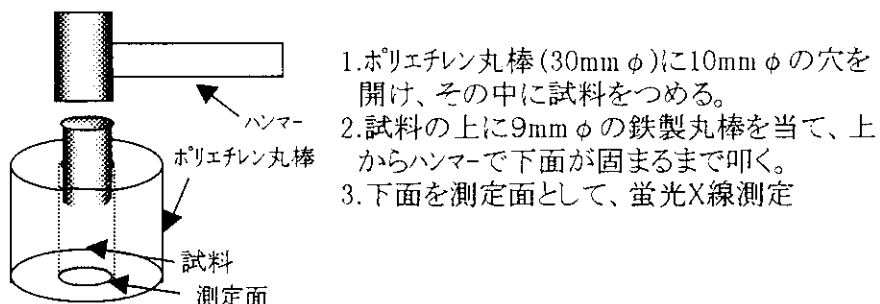 1.ポリエチレン丸棒(30mmφ)に10mmφの穴を
開け、その中に試料をつめる。
2.試料の上に9mmφの鉄製丸棒を当て、上
からハンマーで下面が固まるまで叩く。
3.下面を測定面として、蛍光X線測定
ハンマー
ポリエチレン丸棒
試料
測定面